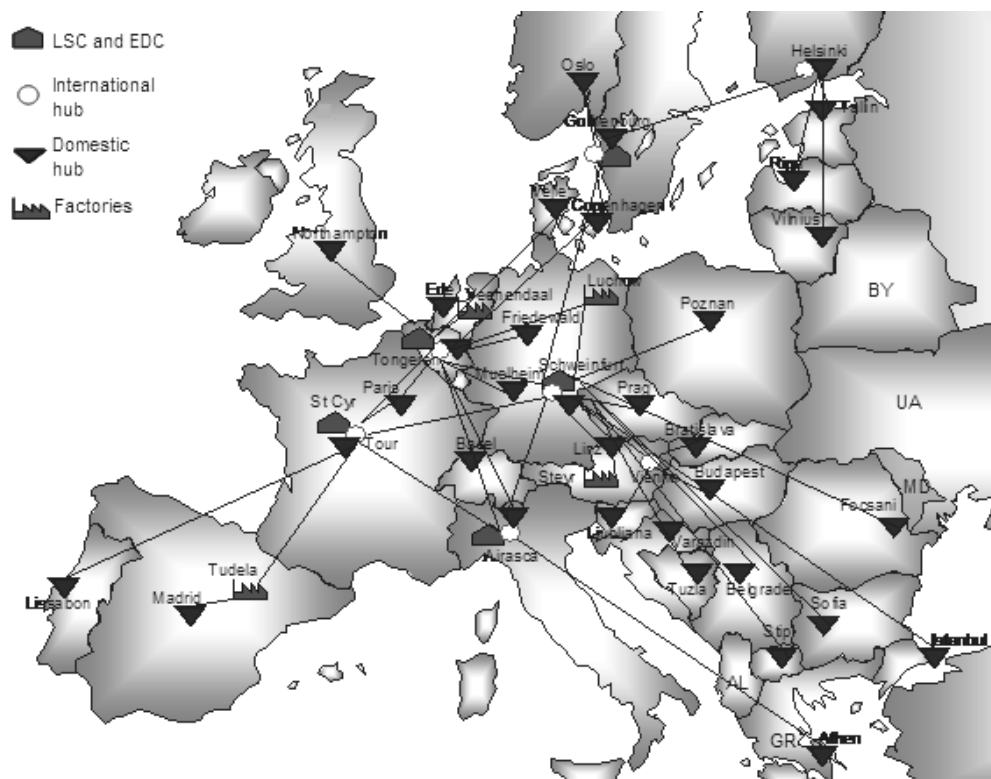 LSC and EDC
International
hub
Domestic
hub
Factories
Oslo
Helsinki
Tallin
Riga
Vilnius
Copenhagen
Northampton
Ede
Veenendaal
Luchow
Friedewald
Poznan
BY
Tongeren
Muelheim
Schweinfurt
Prag
UA
Paris
St Cyr
Tour
Basel
Linz
Bratislava
Steyr
Vienna
Budapest
MD
Focsani
Airasca
Ljubljana
Varazdin
Tudela
Madrid
Lissabon
Tuzla
Belgrade
Sofia
Stip
Istanbul
AL
GR
Athen